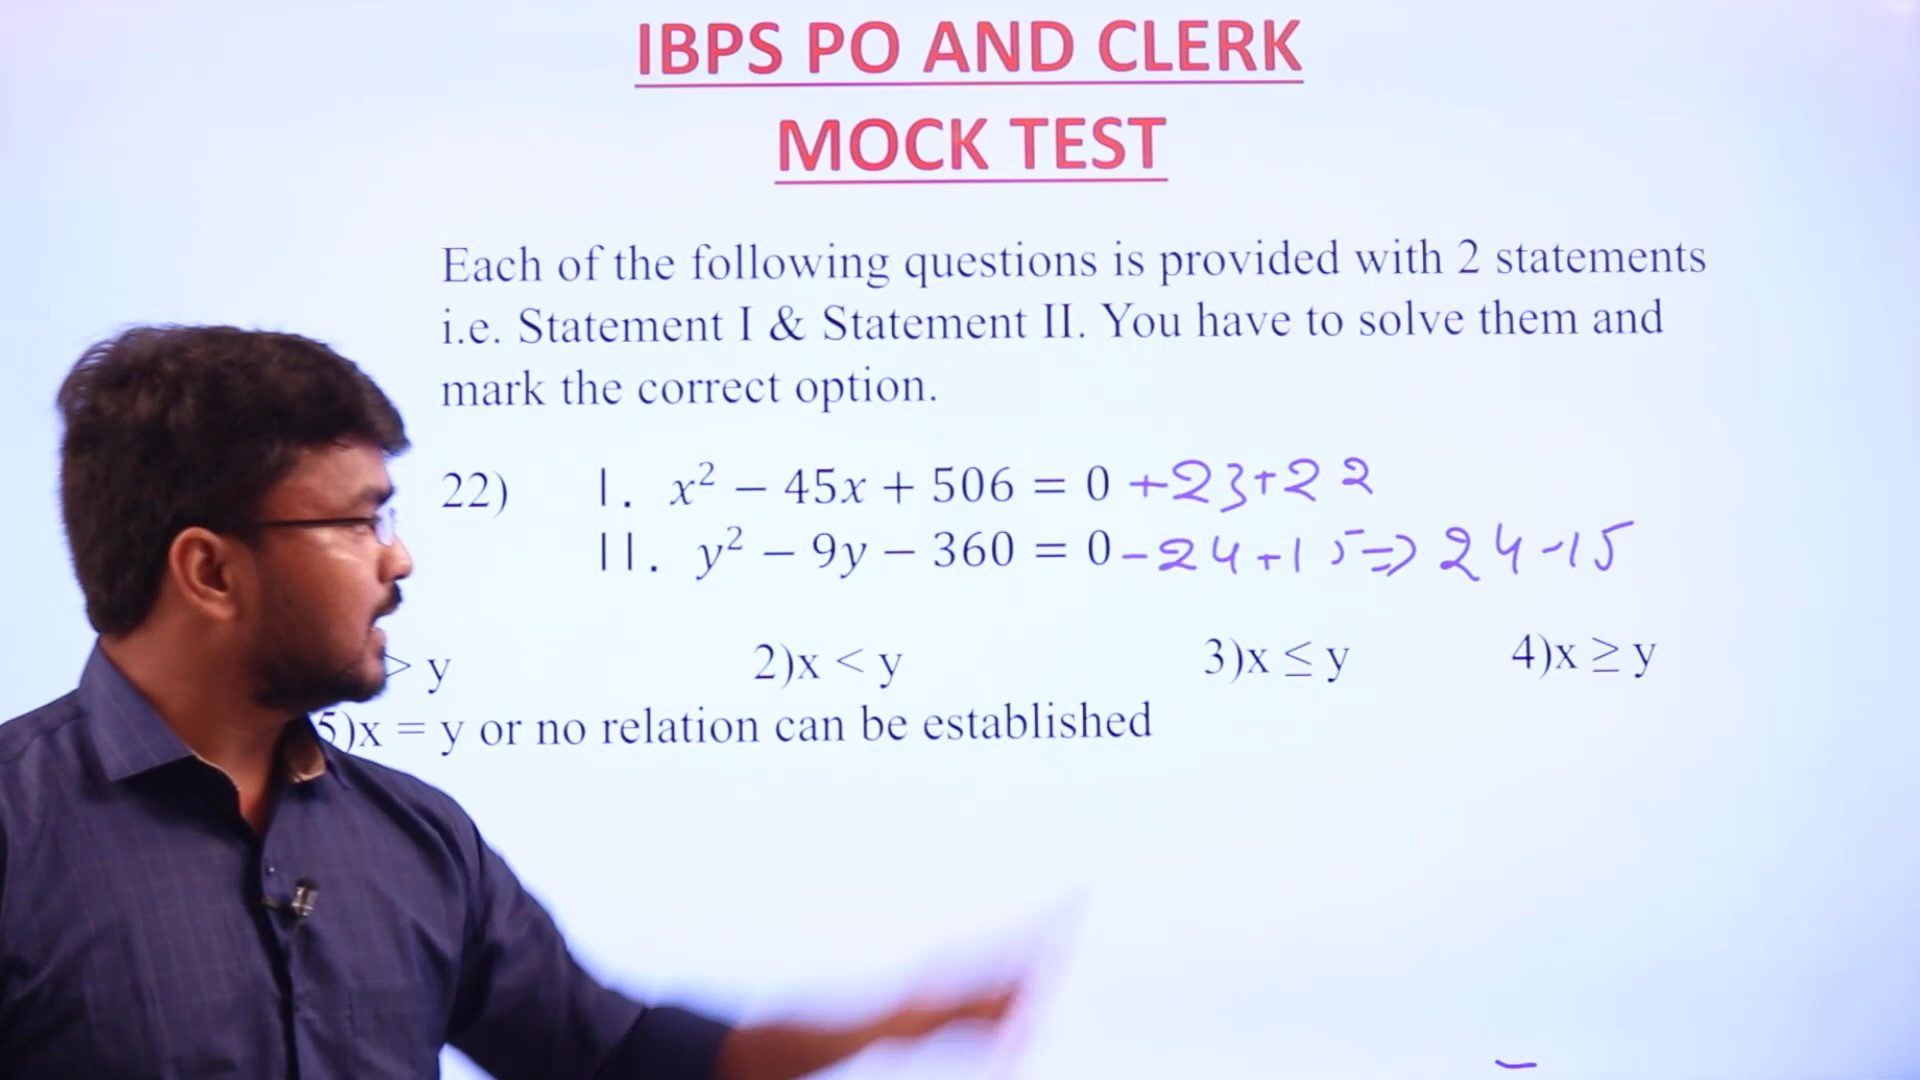 IBPS PO AND CLERK
MOCK TEST
Each of the following questions is provided with 2 statements
i.e. Statement I & Statement II. You have to solve them and
mark the correct option.
22) I. x² − 45x + 506 = 0 +23+22
II. y² − 9y − 360 = 0 −24+15⇒24−15
> y 2)x < y 3)x ≤ y 4)x ≥ y
5)x = y or no relation can be established